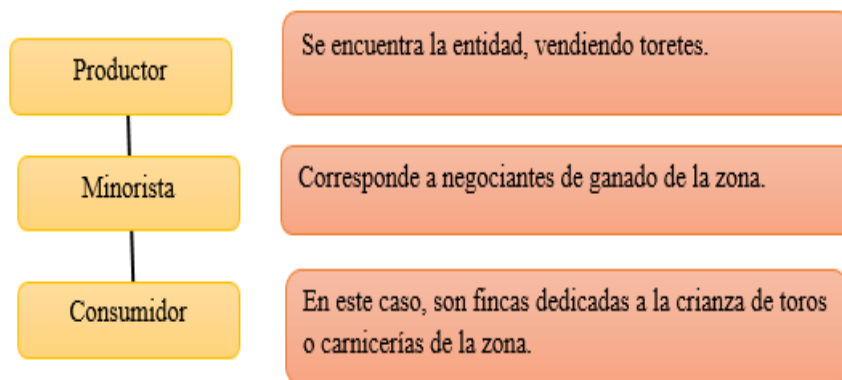 Productor
Se encuentra la entidad, vendiendo toretes.
Minorista
Corresponde a negociantes de ganado de la zona.
Consumidor
En este caso, son fincas dedicadas a la crianza de toros
o carnicerías de la zona.